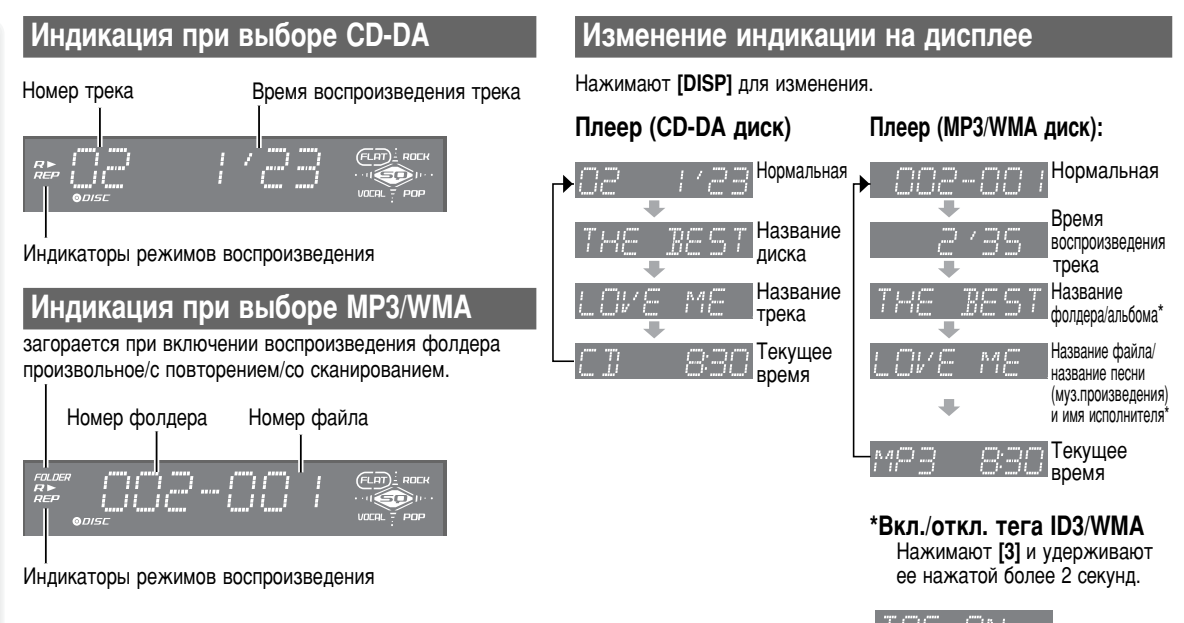 Индикация при выборе CD-DA
Номер трека
Время воспроизведения трека
R▶
REP
02 1'23
DISC
FLAT ROCK
SQ
VOCAL POP
Индикаторы режимов воспроизведения
Индикация при выборе MP3/WMA
загорается при включении воспроизведения фолдера
произвольное/с повторением/со сканированием.
Номер фолдера
Номер файла
FOLDER
R▶
REP
002-001
DISC
FLAT ROCK
SQ
VOCAL POP
Индикаторы режимов воспроизведения
Изменение индикации на дисплее
Нажимают [DISP] для изменения.
Плеер (CD-DA диск)
02 1'23
Нормальная
THE BEST
Название
диска
LOVE ME
Название
трека
CD 8:30
Текущее
время
Плеер (MP3/WMA диск):
002-001
Нормальная
2'35
Время
воспроизведения
трека
THE BEST
Название
фолдера/альбома*
LOVE ME
Название файла/
название песни
(муз.произведения)
и имя исполнителя*
MP3 8:30
Текущее
время
*Вкл./откл. тега ID3/WMA
Нажимают [3] и удерживают
ее нажатой более 2 секунд.